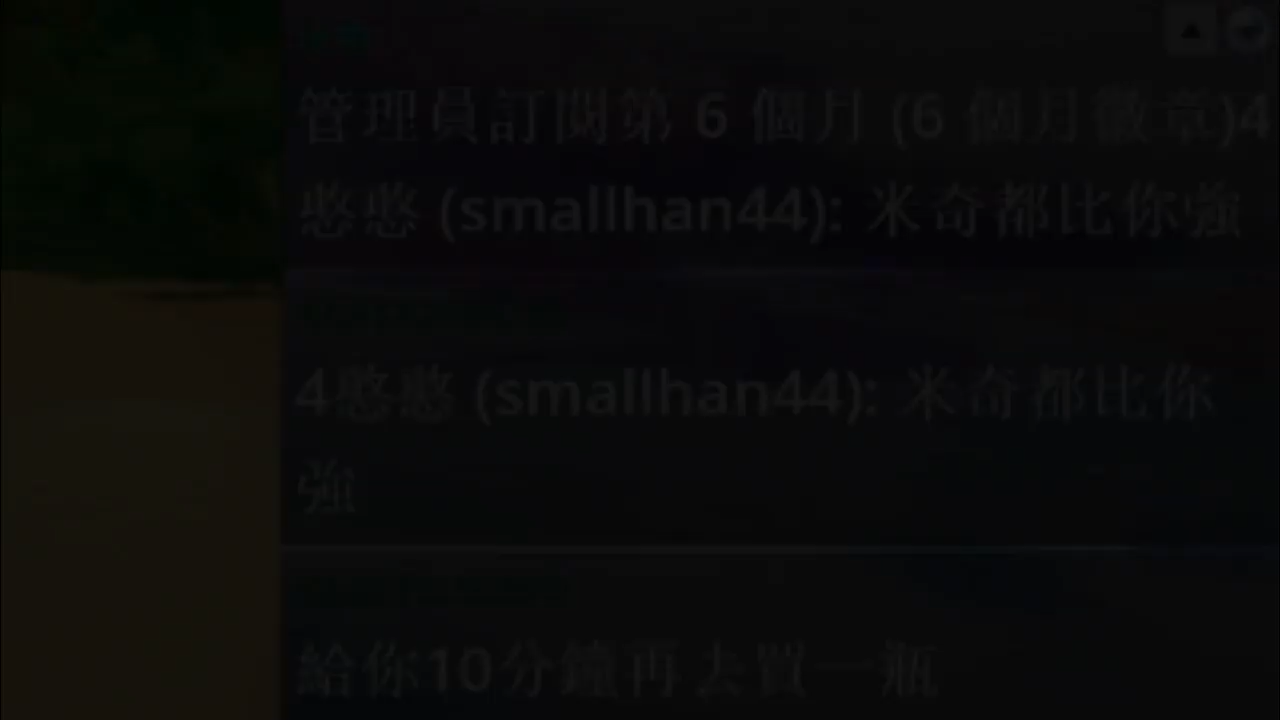 管理員訂閱第 6 個月 (6 個月徽章)4
憨憨 (smallhan44): 米奇都比你強
4憨憨 (smallhan44): 米奇都比你
強
給你10分鐘再去買一瓶